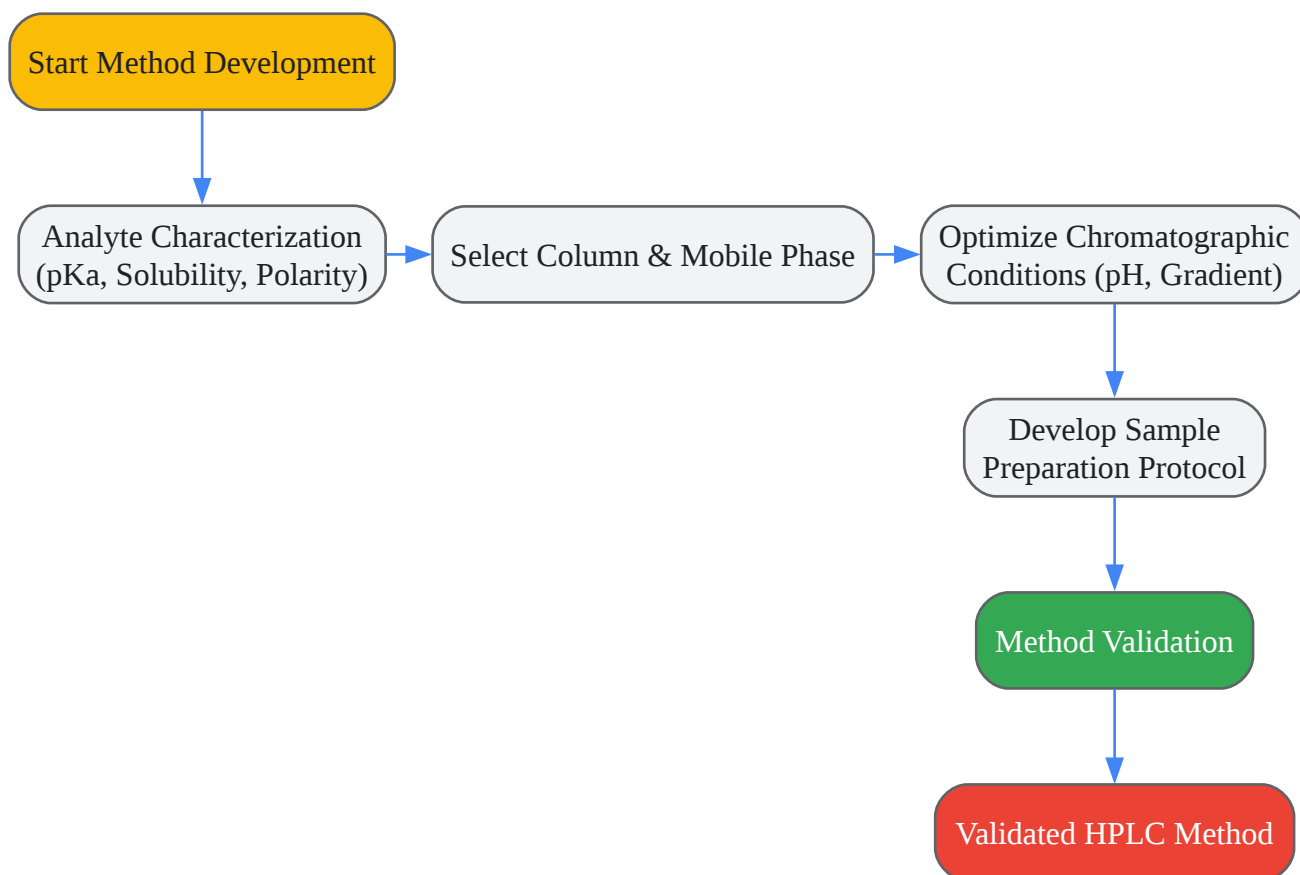 Start Method Development
Analyte Characterization
(pKa, Solubility, Polarity)
Select Column & Mobile Phase
Optimize Chromatographic
Conditions (pH, Gradient)
Develop Sample
Preparation Protocol
Method Validation
Validated HPLC Method